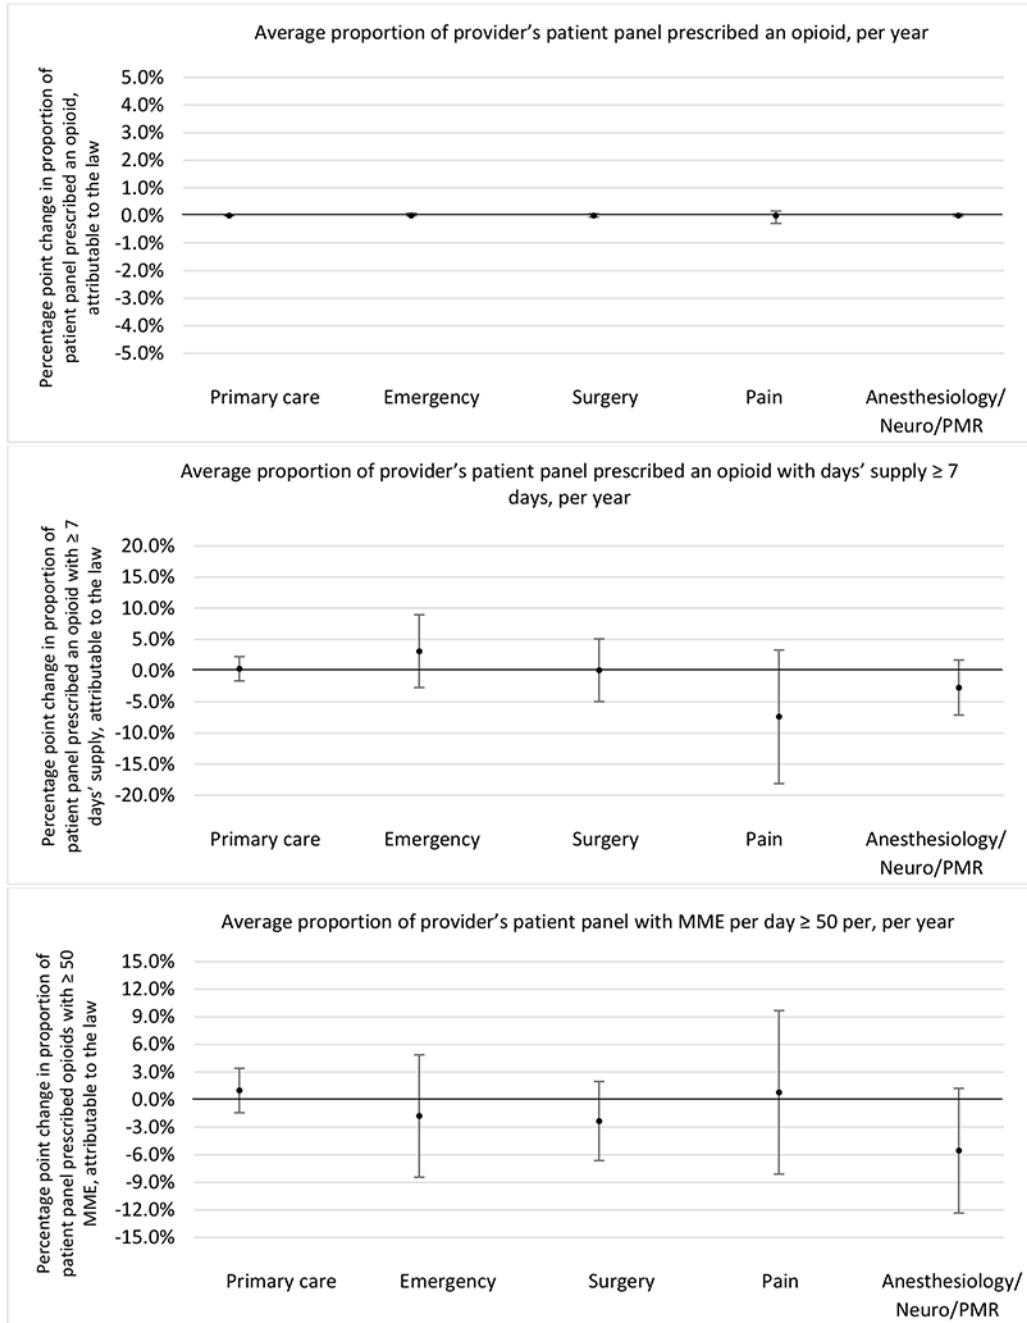 Average proportion of provider’s patient panel prescribed an opioid, per year
Percentage point change in proportion of
patient panel prescribed an opioid,
attributable to the law
5.0%
4.0%
3.0%
2.0%
1.0%
0.0%
-1.0%
-2.0%
-3.0%
-4.0%
-5.0%
Primary care
Emergency
Surgery
Pain
Anesthesiology/
Neuro/PMR
Average proportion of provider’s patient panel prescribed an opioid with days’ supply ≥ 7
days, per year
Percentage point change in proportion of
patient panel prescribed an opioid with ≥ 7
days’ supply, attributable to the law
20.0%
15.0%
10.0%
5.0%
0.0%
-5.0%
-10.0%
-15.0%
-20.0%
Primary care
Emergency
Surgery
Pain
Anesthesiology/
Neuro/PMR
Average proportion of provider’s patient panel with MME per day ≥ 50 per, per year
Percentage point change in proportion of
patient panel prescribed opioids with ≥ 50
MME, attributable to the law
15.0%
12.0%
9.0%
6.0%
3.0%
0.0%
-3.0%
-6.0%
-9.0%
-12.0%
-15.0%
Primary care
Emergency
Surgery
Pain
Anesthesiology/
Neuro/PMR